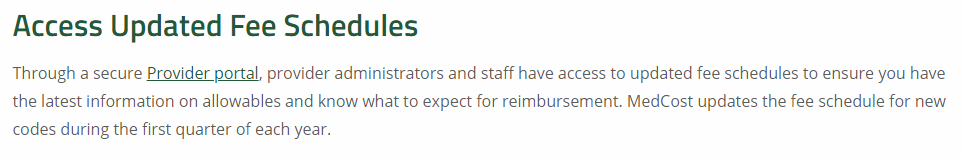 Access Updated Fee Schedules
Through a secure Provider portal, provider administrators and staff have access to updated fee schedules to ensure you have
the latest information on allowables and know what to expect for reimbursement. MedCost updates the fee schedule for new
codes during the first quarter of each year.